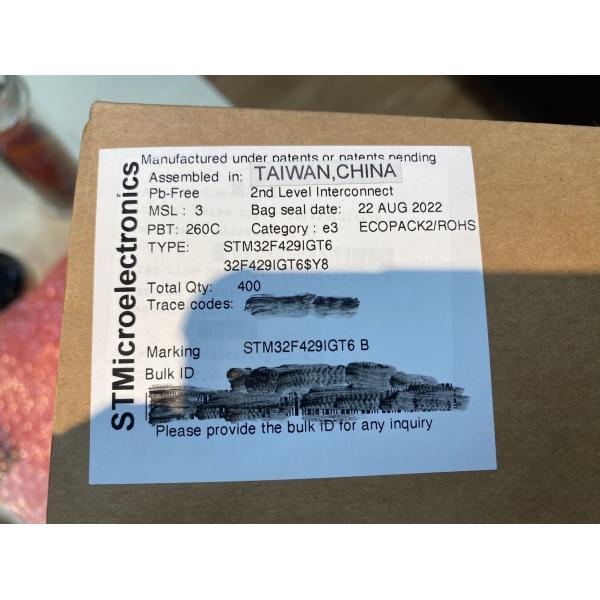 STMicroelectronics
Manufactured under patents or patents pending
Assembled in: TAIWAN,CHINA
Pb-Free 2nd Level Interconnect
MSL : 3 Bag seal date: 22 AUG 2022
PBT: 260C Category : e3 ECOPACK2/ROHS
TYPE: STM32F429IGT6
32F429IGT6$Y8
Total Qty: 400
Trace codes:
Marking STM32F429IGT6 B
Bulk ID
Please provide the bulk ID for any inquiry